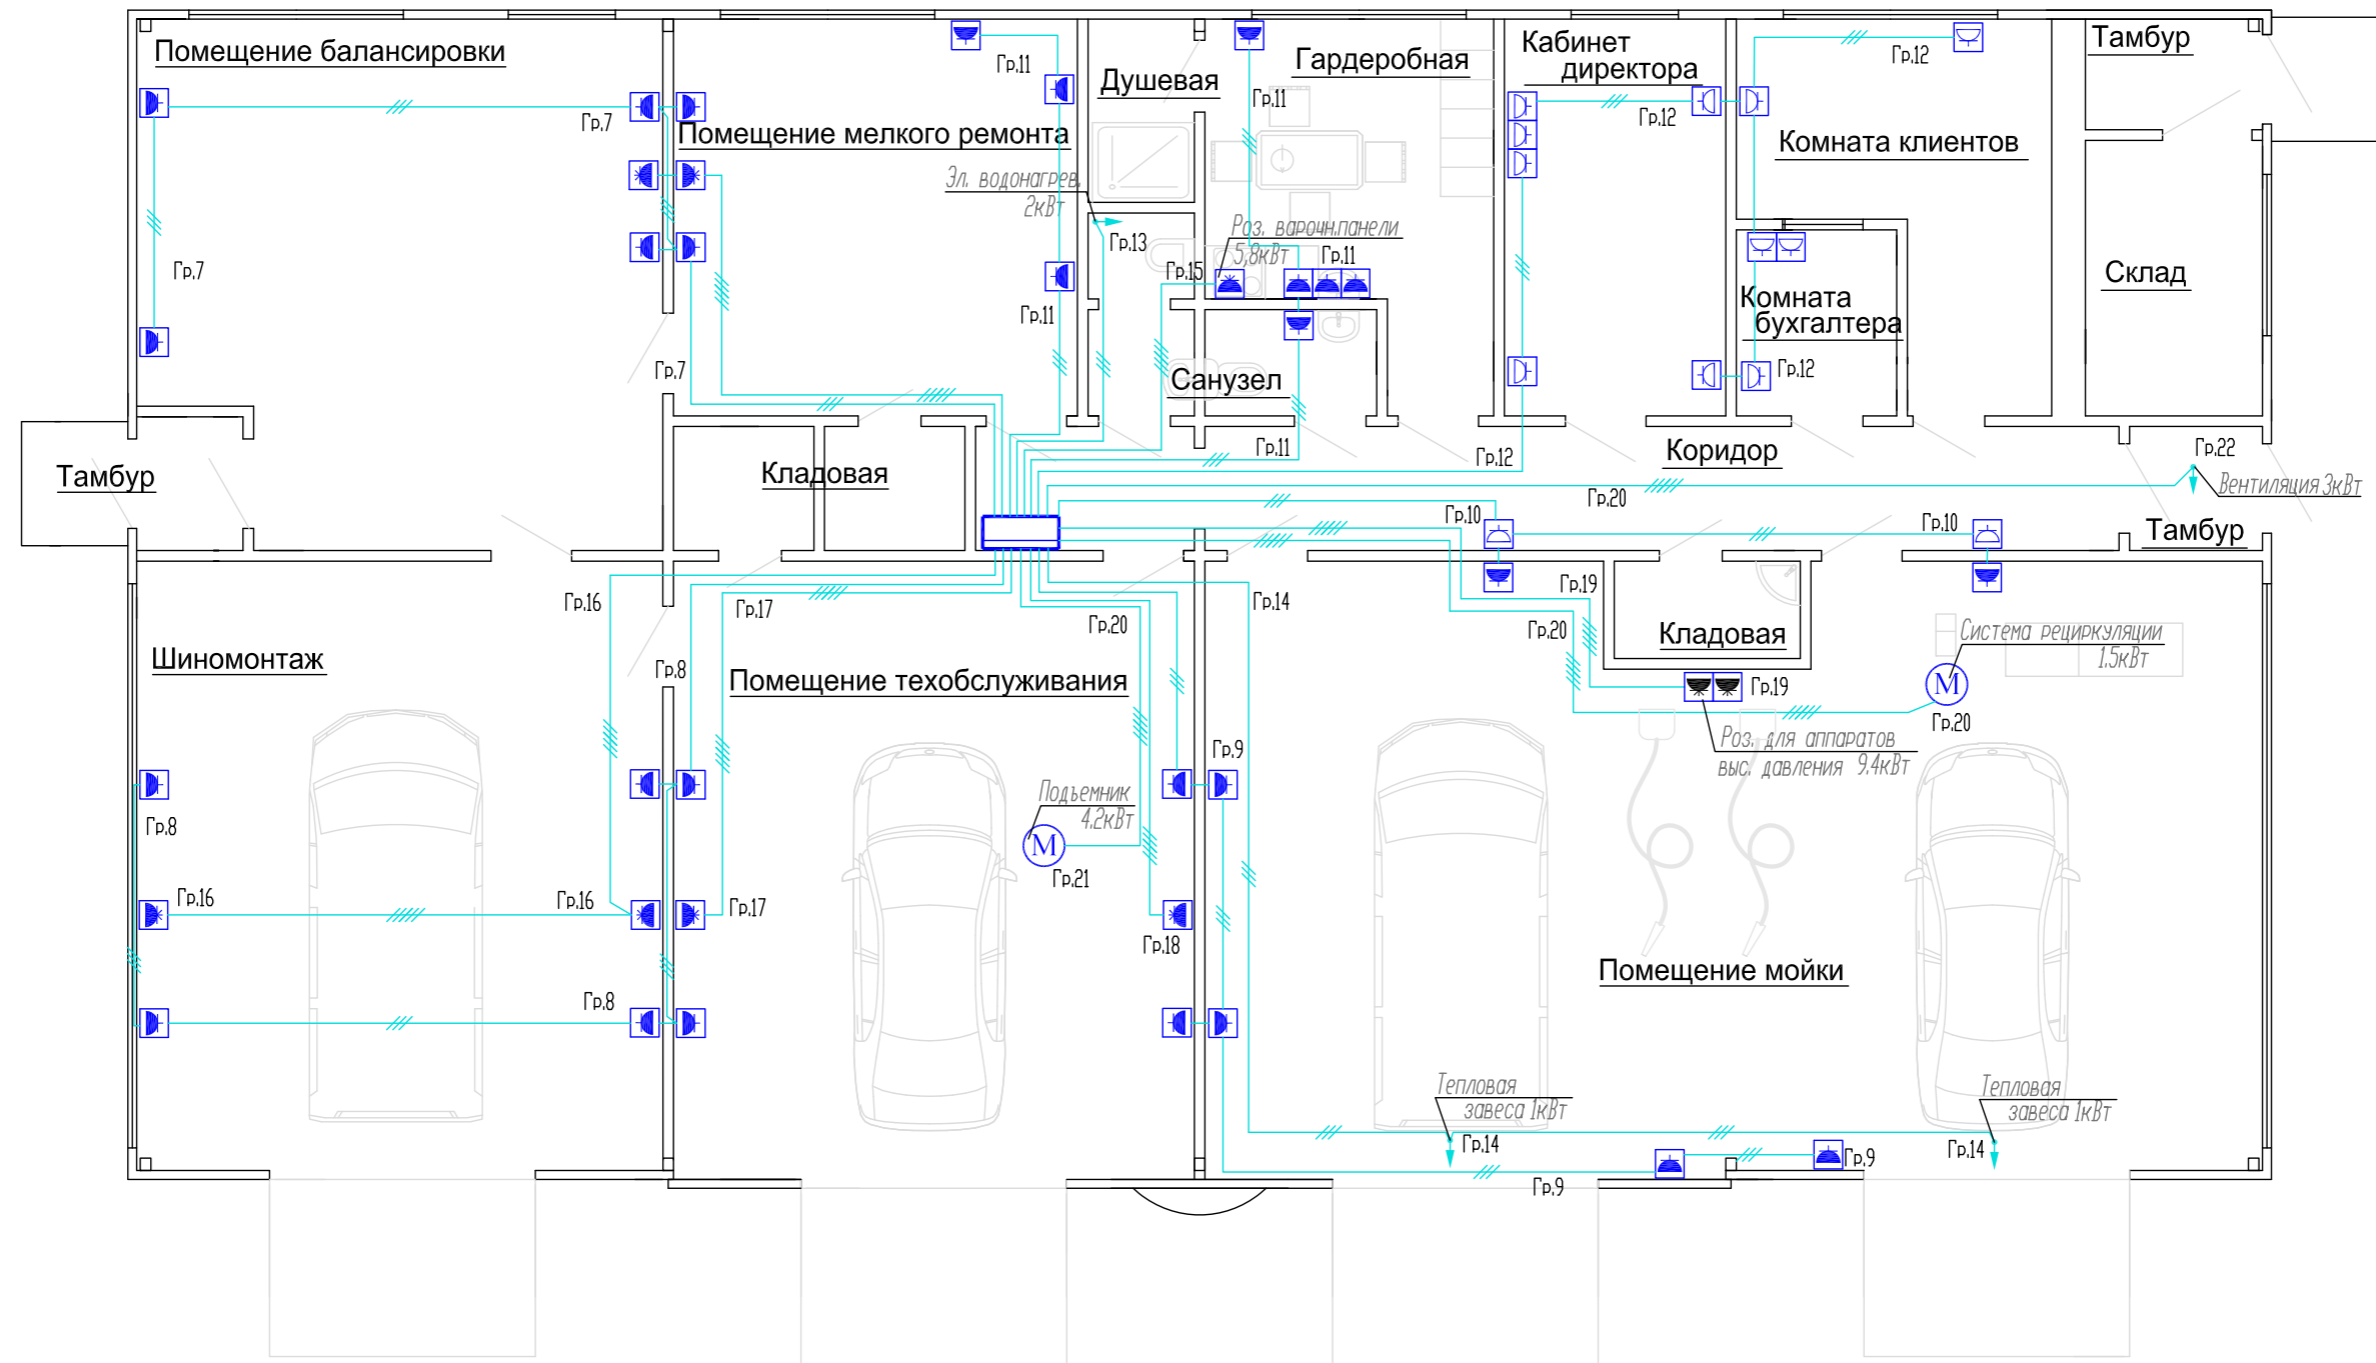 Помещение балансировки
Гр.11
Душевая
Гардеробная
Кабинет
директора
Гр.12
Тамбур
Гр.7
Помещение мелкого ремонта
Гр.11
Гр.12
Комната клиентов
Эл. водонагрев.
2кВт
Гр.13
Роз. варочн.панели
5,8кВт
Гр.15
Гр.11
Гр.7
Склад
Комната
бухгалтера
Гр.11
Гр.7
Санузел
Гр.12
Тамбур
Кладовая
Гр.11
Гр.12
Коридор
Гр.22
Вентиляция 3кВт
Гр.20
Гр.10
Гр.10
Тамбур
Гр.16
Гр.17
Гр.20
Гр.14
Гр.19
Гр.20
Кладовая
Система рециркуляции
1.5кВт
Шиномонтаж
Гр.8
Помещение техобслуживания
Гр.19
Гр.20
Роз. для аппаратов
выс. давления 9.4кВт
Гр.9
Подъемник
4.2кВт
Гр.8
Гр.21
Гр.16
Гр.16
Гр.17
Гр.18
Помещение мойки
Гр.8
Тепловая
завеса 1кВт
Тепловая
завеса 1кВт
Гр.14
Гр.9
Гр.14
Гр.9
M
M